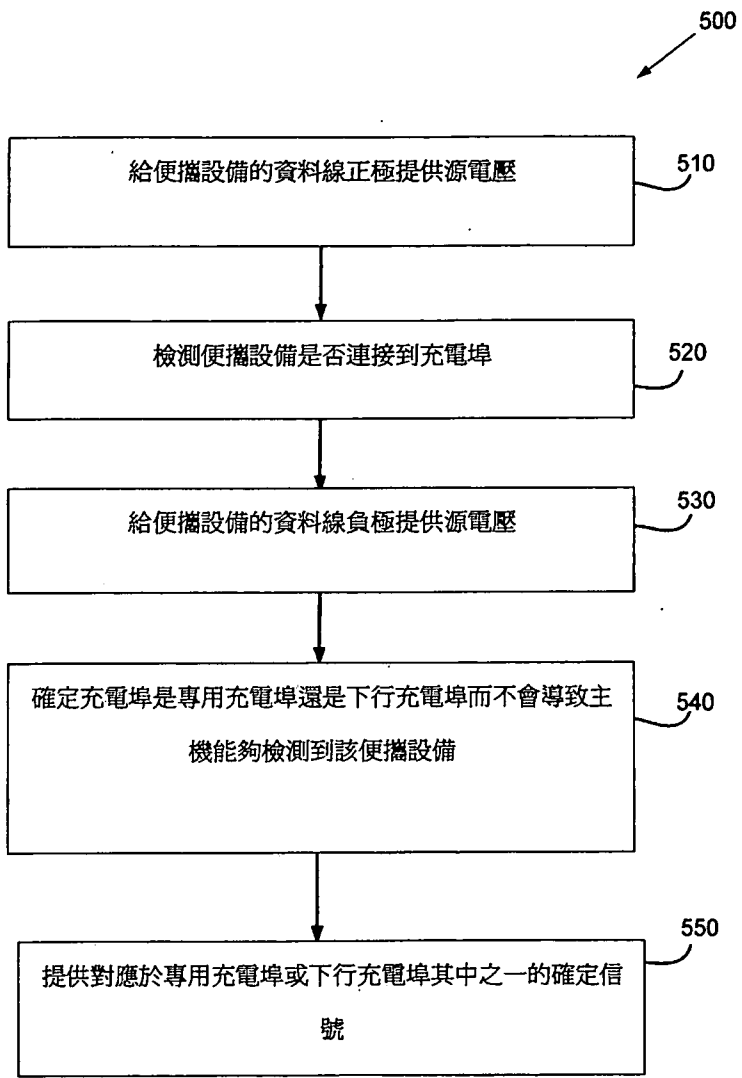 500
給便攜設備的資料線正極提供源電壓
510
檢測便攜設備是否連接到充電埠
520
給便攜設備的資料線負極提供源電壓
530
確定充電埠是專用充電埠還是下行充電埠而不會導致主
機能夠檢測到該便攜設備
540
提供對應於專用充電埠或下行充電埠其中之一的確定信
號
550